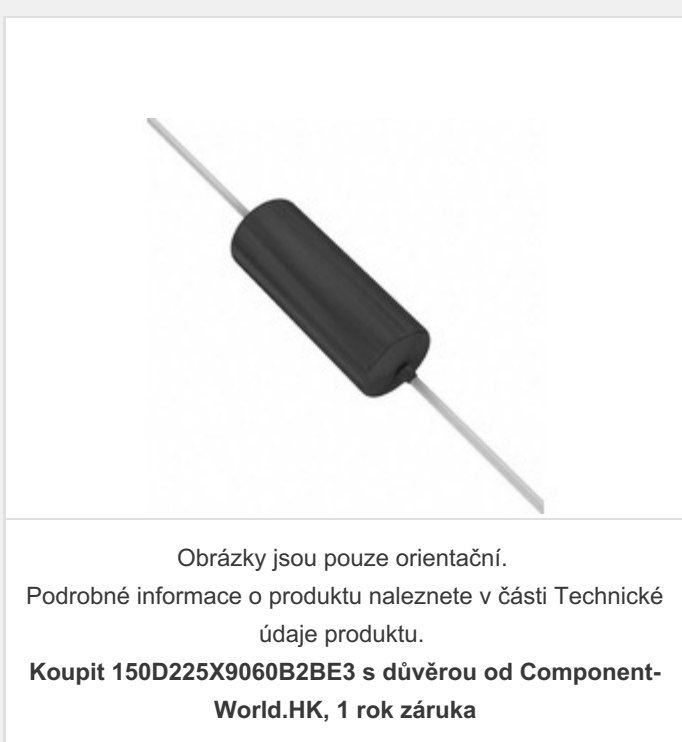 Obrázky jsou pouze orientační.
Podrobné informace o produktu naleznete v části Technické
údaje produktu.
Koupit 150D225X9060B2BE3 s důvěrou od Component-
World.HK, 1 rok záruka